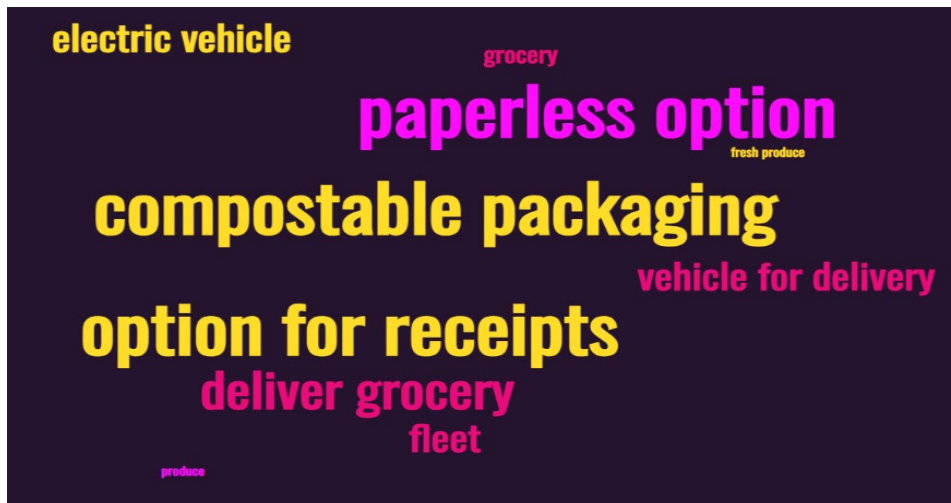 electric vehicle
grocery
paperless option
fresh produce
compostable packaging
vehicle for delivery
option for receipts
deliver grocery
fleet
produce